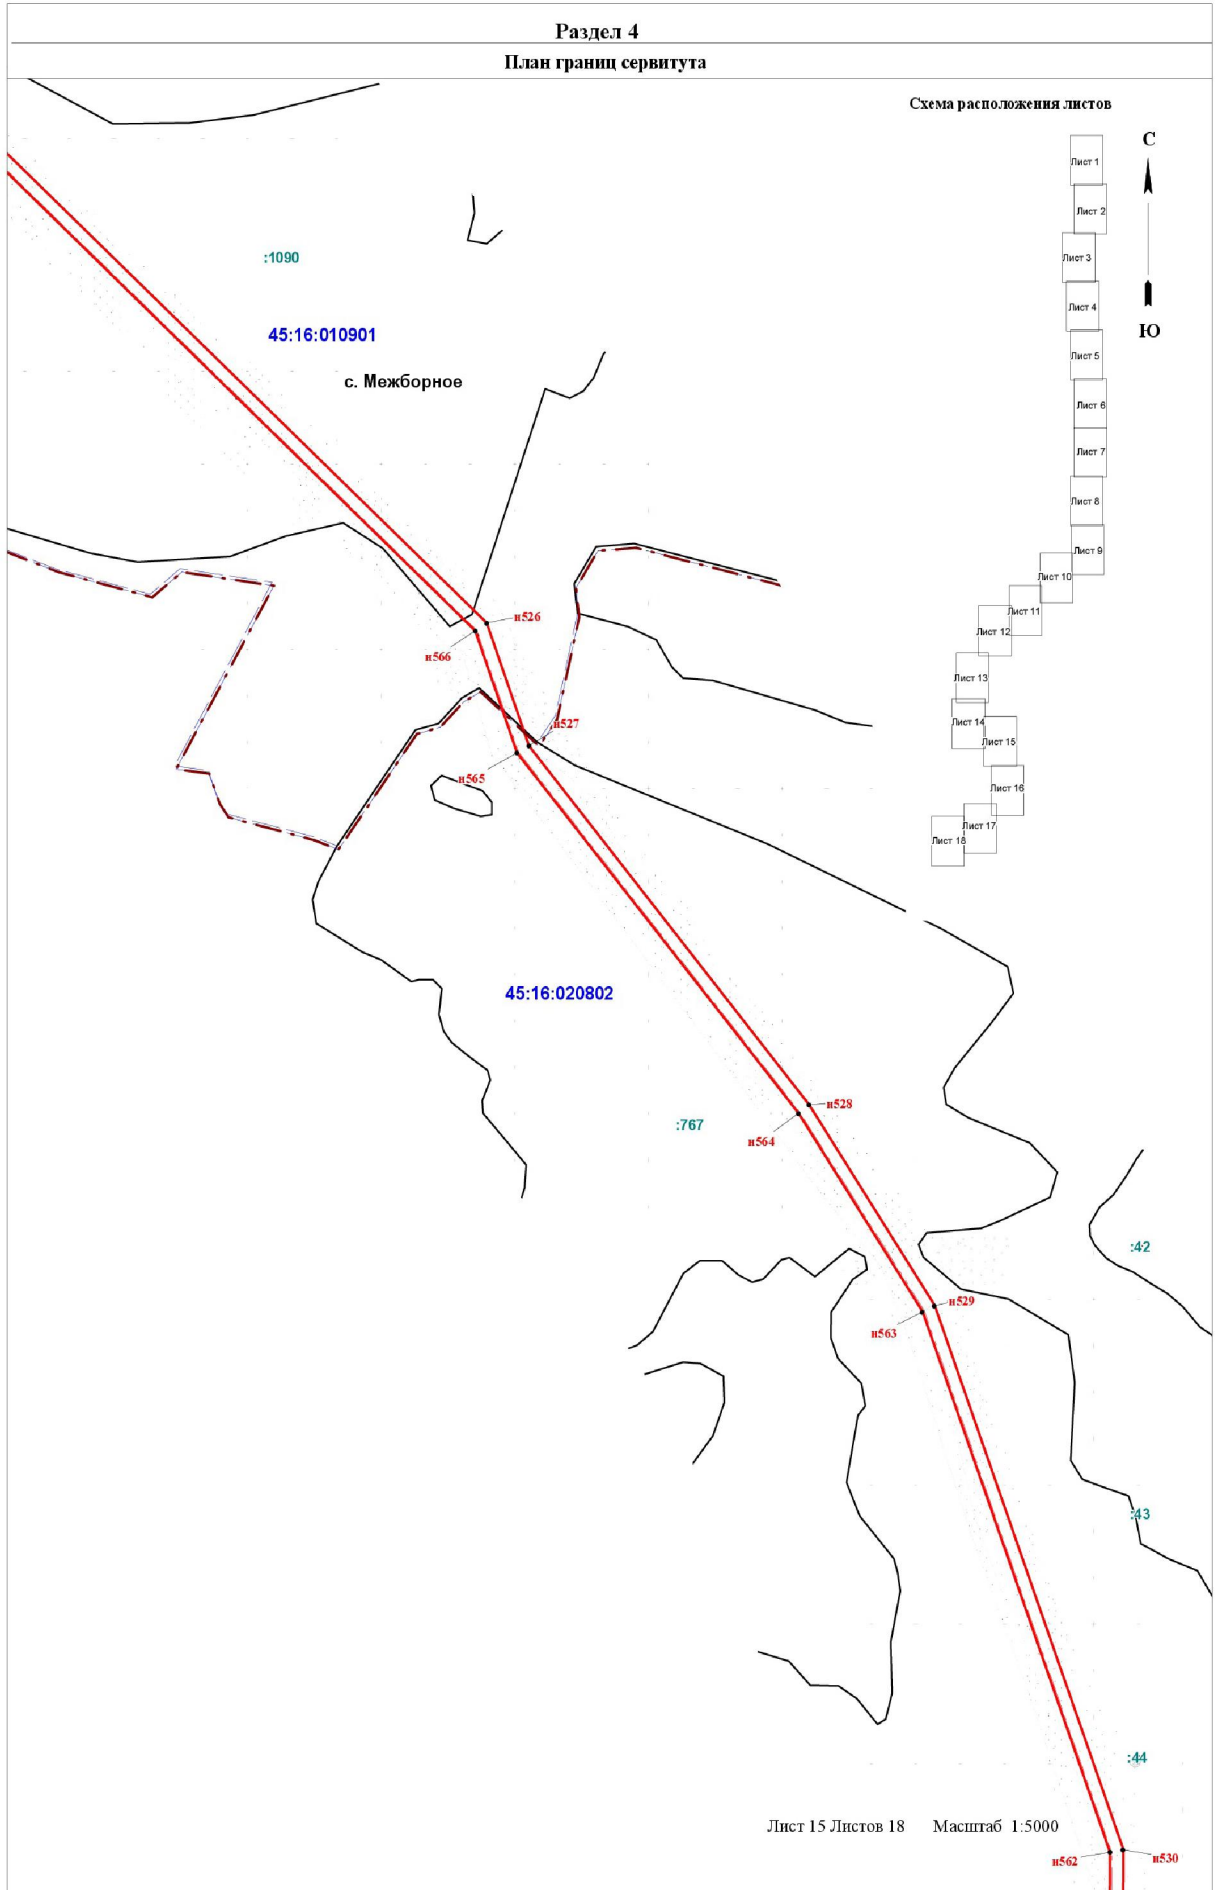 Раздел 4
План границ сервитута
Схема расположения листов
С
Лист 1
Лист 2
Лист 3
:1090
Лист 4
Ю
45:16:010901
Лист 5
с. Межборное
Лист 6
Лист 7
Лист 8
Лист 9
Лист 10
Лист 11
н526
Лист 12
н566
Лист 13
н527
Лист 14
Лист 15
н565
Лист 16
Лист 17
Лист 18
45:16:020802
н528
:767
н564
:42
н529
н563
:43
:44
Лист 15 Листов 18 Масштаб 1:5000
н562
н530